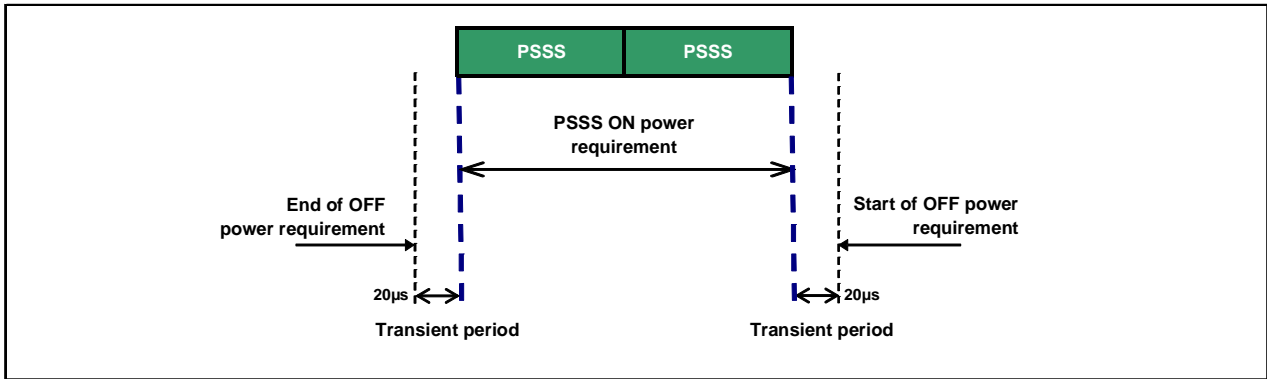 PSSS PSSS
PSSS ON power
requirement
End of OFF
power requirement
Start of OFF power
requirement
20µs
20µs
Transient period
Transient period